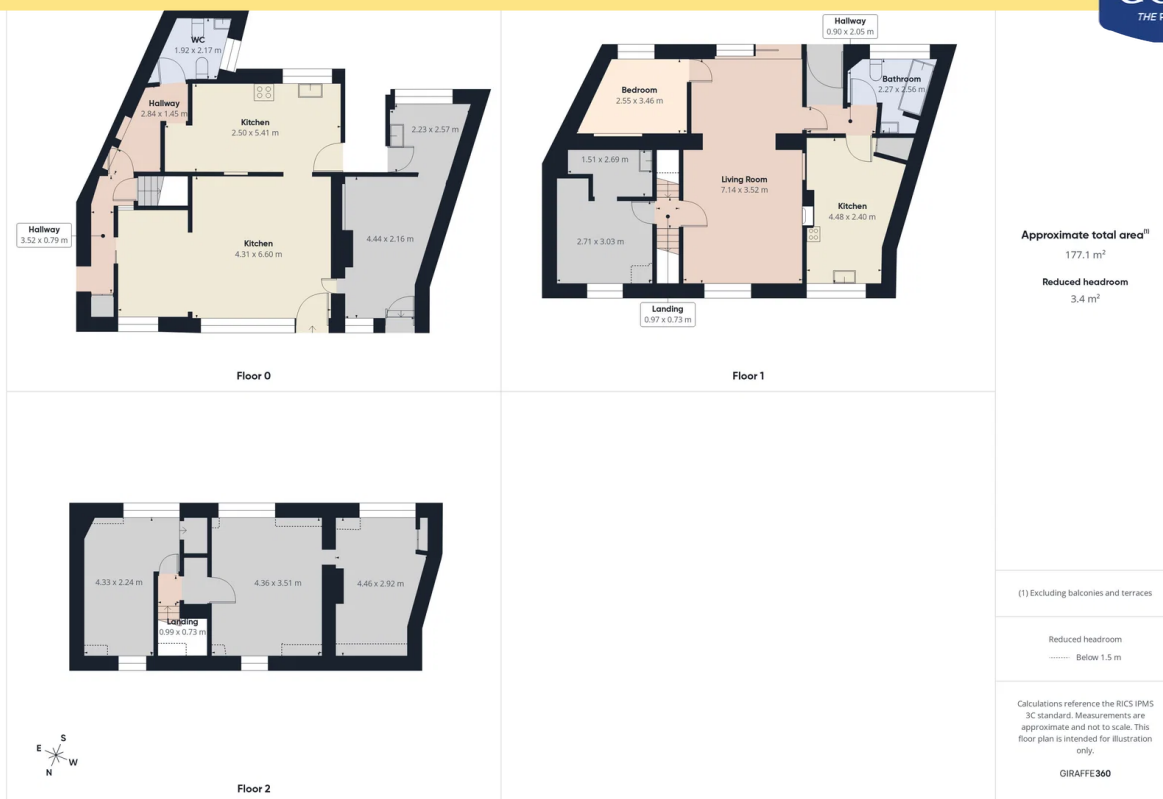 THE
WC
1.92 x 2.17 m
Hallway
2.84 x 1.45 m
Kitchen
2.50 x 5.41 m
2.23 x 2.57 m
Hallway
3.52 x 0.79 m
Kitchen
4.31 x 6.60 m
4.44 x 2.16 m
Floor 0
Hallway
0.90 x 2.05 m
Bedroom
2.55 x 3.46 m
Bathroom
2.27 x 2.56 m
1.51 x 2.69 m
Living Room
7.14 x 3.52 m
Kitchen
4.48 x 2.40 m
2.71 x 3.03 m
Landing
0.97 x 0.73 m
Floor 1
4.33 x 2.24 m
4.36 x 3.51 m
4.46 x 2.92 m
Landing
0.99 x 0.73 m
S
E
W
N
Floor 2
Approximate total area(1)
177.1 m²
Reduced headroom
3.4 m²
(1) Excluding balconies and terraces
Reduced headroom
Below 1.5 m
Calculations reference the RICS IPMS
3C standard. Measurements are
approximate and not to scale. This
floor plan is intended for illustration
only.
GIRAFFE360